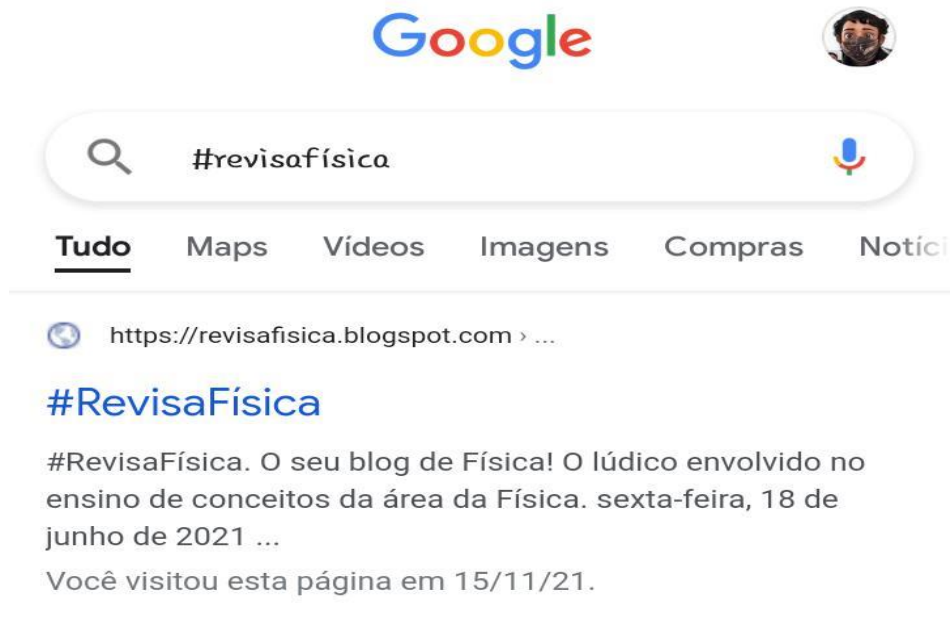 Google
#revisafísica
Tudo Maps Vídeos Imagens Compras Notíci
https://revisafisica.blogspot.com › ...
#RevisaFísica
#RevisaFísica. O seu blog de Física! O lúdico envolvido no
ensino de conceitos da área da Física. sexta-feira, 18 de
junho de 2021 ...
Você visitou esta página em 15/11/21.